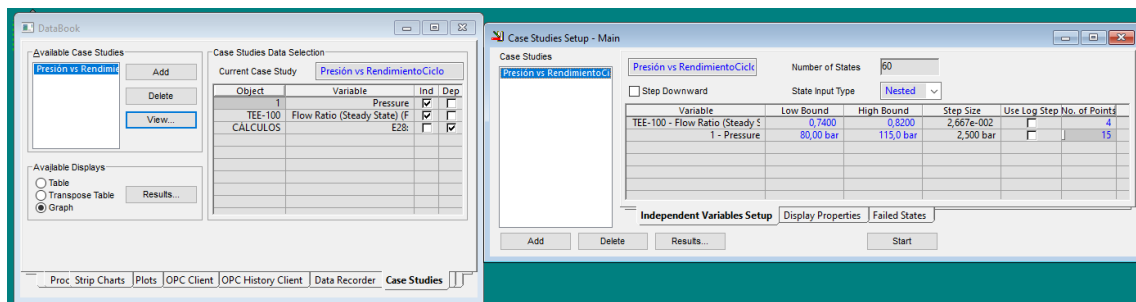 DataBook
Available Case Studies
Presión vs Rendimie
Add
Delete
View...
Available Displays
Table
Transpose Table
Graph
Results...
Case Studies Data Selection
Current Case Study Presión vs RendimientoCiclo
Object Variable Ind Dep
1 Pressure
TEE-100 Flow Ratio (Steady State) (F
CÁLCULOS E28:
Proc Strip Charts Plots OPC Client OPC History Client Data Recorder Case Studies
Case Studies Setup - Main
Case Studies
Presión vs RendimientoCi
Presión vs RendimientoCiclo
Number of States 60
Step Downward
State Input Type Nested
Variable Low Bound High Bound Step Size Use Log Step No. of Points
TEE-100 - Flow Ratio (Steady S 0,7400 0,8200 2,667e-002 4
1 - Pressure 80,00 bar 115,0 bar 2,500 bar 15
Independent Variables Setup Display Properties Failed States
Add Delete Results... Start